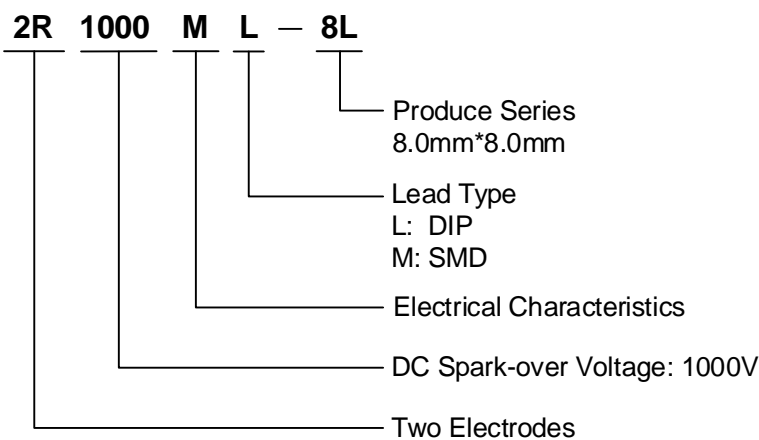 2R 1000 M L — 8L
Produce Series
8.0mm*8.0mm
Lead Type
L: DIP
M: SMD
Electrical Characteristics
DC Spark-over Voltage: 1000V
Two Electrodes